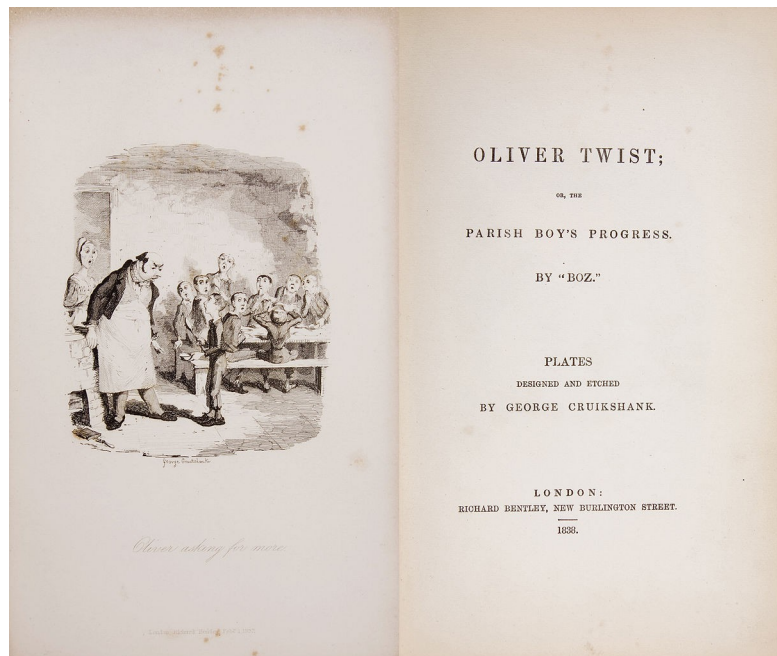 George Cruikshank
Oliver asking for more.
OLIVER TWIST;
OR, THE
PARISH BOY'S PROGRESS.
BY "BOZ."
PLATES
DESIGNED AND ETCHED
BY GEORGE CRUIKSHANK.
LONDON:
RICHARD BENTLEY, NEW BURLINGTON STREET.
1838.